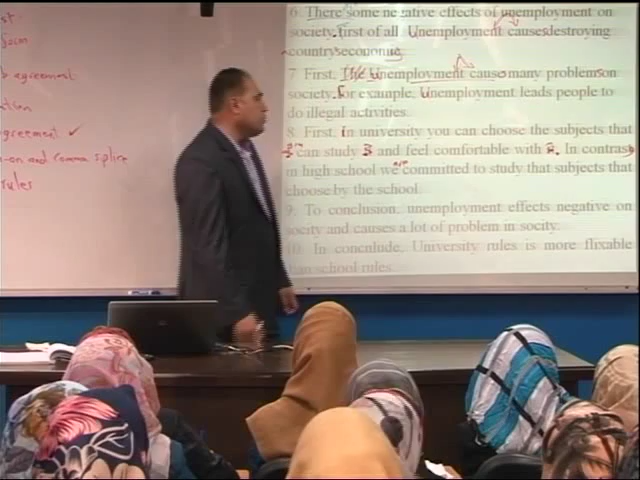 form
agreement
agreement ✓
-on and comma splice
rules
6. There some negative effects of unemployment on
society. first of all Unemployment causes destroying
country economic
7 First, The Unemployment cause many problems on
society. For example, Unemployment leads people to
do illegal activities.
8. First, in university you can choose the subjects that
can study and feel comfortable with In contrast
in high school we are committed to study that subjects that
choose by the school.
9. To conclusion, unemployment effects negative on
socity and causes a lot of problem in socity.
10. In concnlude, University rules is more flixable
than school rules.